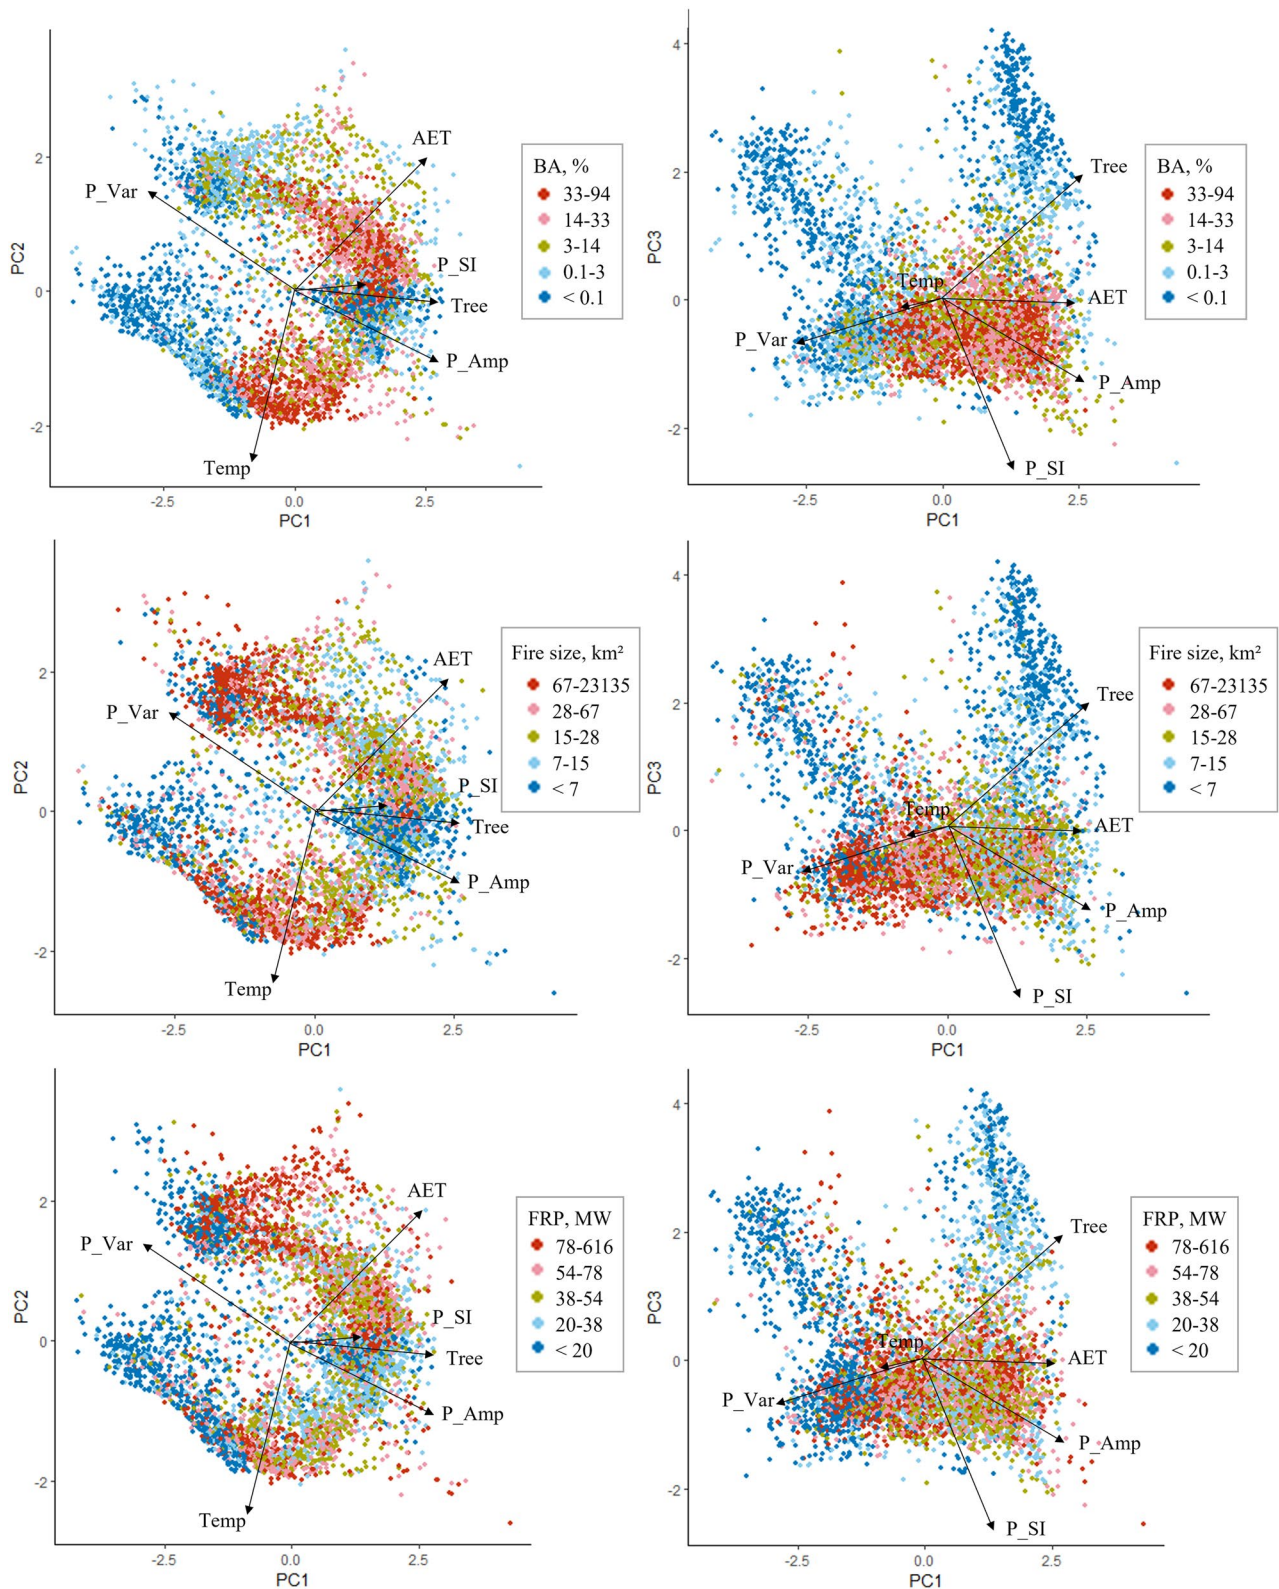 PC2
2
0
-2
-2.5
0.0
2.5
PC1
AET
P_Var
P_SI
Tree
P_Amp
Temp
BA, %
33-94
14-33
3-14
0.1-3
< 0.1
PC3
4
2
0
-2
-2.5
0.0
2.5
PC1
Tree
Temp
AET
P_Var
P_Amp
P_SI
BA, %
33-94
14-33
3-14
0.1-3
< 0.1
PC2
2
0
-2
-2.5
0.0
2.5
PC1
AET
P_Var
P_SI
Tree
P_Amp
Temp
Fire size, km²
67-23135
28-67
15-28
7-15
< 7
PC3
4
2
0
-2
-2.5
0.0
2.5
PC1
Tree
Temp
AET
P_Var
P_Amp
P_SI
Fire size, km²
67-23135
28-67
15-28
7-15
< 7
PC2
2
0
-2
-2.5
0.0
2.5
PC1
AET
P_Var
P_SI
Tree
P_Amp
Temp
FRP, MW
78-616
54-78
38-54
20-38
< 20
PC3
4
2
0
-2
-2.5
0.0
2.5
PC1
Tree
Temp
AET
P_Var
P_Amp
P_SI
FRP, MW
78-616
54-78
38-54
20-38
< 20